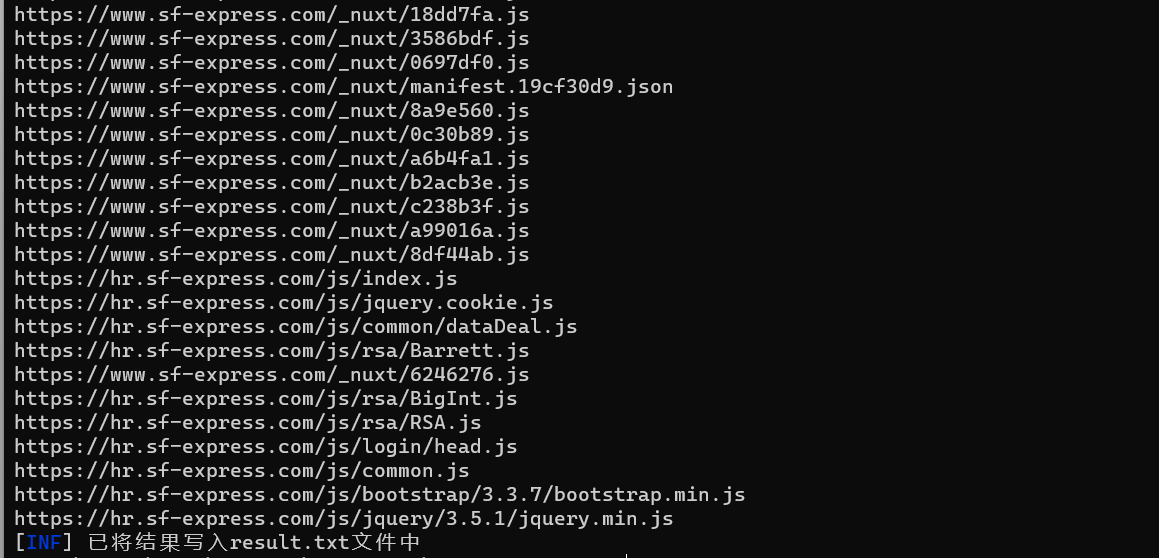 https://www.sf-express.com/_nuxt/18dd7fa.js
https://www.sf-express.com/_nuxt/3586bdf.js
https://www.sf-express.com/_nuxt/0697df0.js
https://www.sf-express.com/_nuxt/manifest.19cf30d9.json
https://www.sf-express.com/_nuxt/8a9e560.js
https://www.sf-express.com/_nuxt/0c30b89.js
https://www.sf-express.com/_nuxt/a6b4fa1.js
https://www.sf-express.com/_nuxt/b2acb3e.js
https://www.sf-express.com/_nuxt/c238b3f.js
https://www.sf-express.com/_nuxt/a99016a.js
https://www.sf-express.com/_nuxt/8df44ab.js
https://hr.sf-express.com/js/index.js
https://hr.sf-express.com/js/jquery.cookie.js
https://hr.sf-express.com/js/common/dataDeal.js
https://hr.sf-express.com/js/rsa/Barrett.js
https://www.sf-express.com/_nuxt/6246276.js
https://hr.sf-express.com/js/rsa/BigInt.js
https://hr.sf-express.com/js/rsa/RSA.js
https://hr.sf-express.com/js/login/head.js
https://hr.sf-express.com/js/common.js
https://hr.sf-express.com/js/bootstrap/3.3.7/bootstrap.min.js
https://hr.sf-express.com/js/jquery/3.5.1/jquery.min.js
[INF] 已将结果写入result.txt文件中